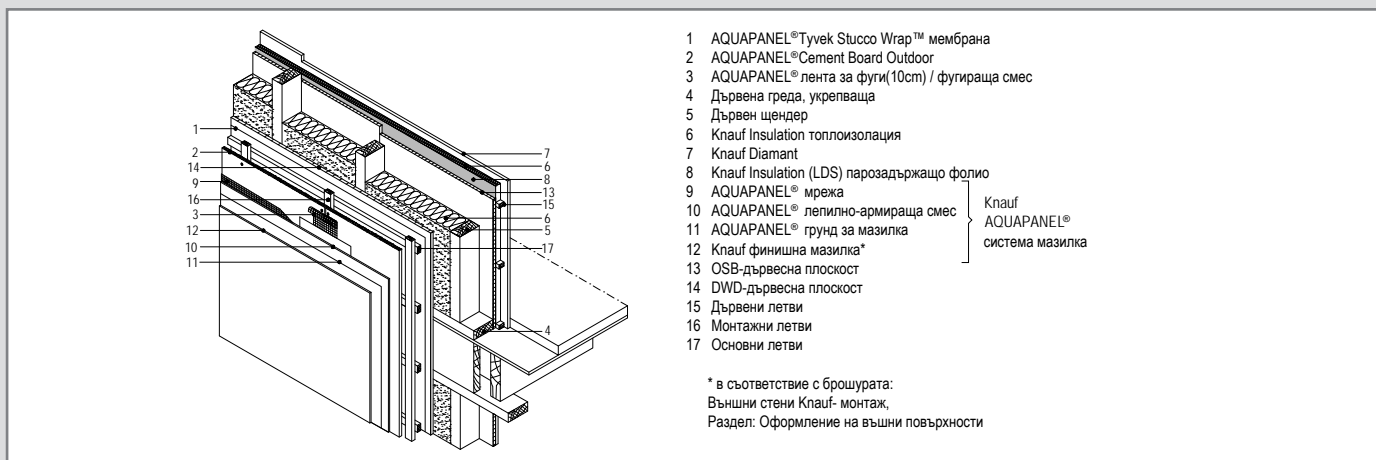 1 AQUAPANEL®Tyvek Stucco Wrap™ мембрана
2 AQUAPANEL®Cement Board Outdoor
3 AQUAPANEL® лента за фуги(10cm) / фугираща смес
4 Дървена греда, укрепваща
5 Дървен щендер
6 Knauf Insulation топлоизолация
7 Knauf Diamant
8 Knauf Insulation (LDS) парозадържащо фолио
9 AQUAPANEL® мрежа
10 AQUAPANEL® лепилно-армираща смес
11 AQUAPANEL® грунд за мазилка
12 Knauf финишна мазилка*
Knauf
AQUAPANEL®
система мазилка
13 OSB-дървесна плоскост
14 DWD-дървесна плоскост
15 Дървени летви
16 Монтажни летви
17 Основни летви
* в съответствие с брошурата:
Външни стени Knauf- монтаж,
Раздел: Оформление на въшни повърхности
1
2
14
9
16
3
12
10
11
7
6
8
13
15
6
5
17
4